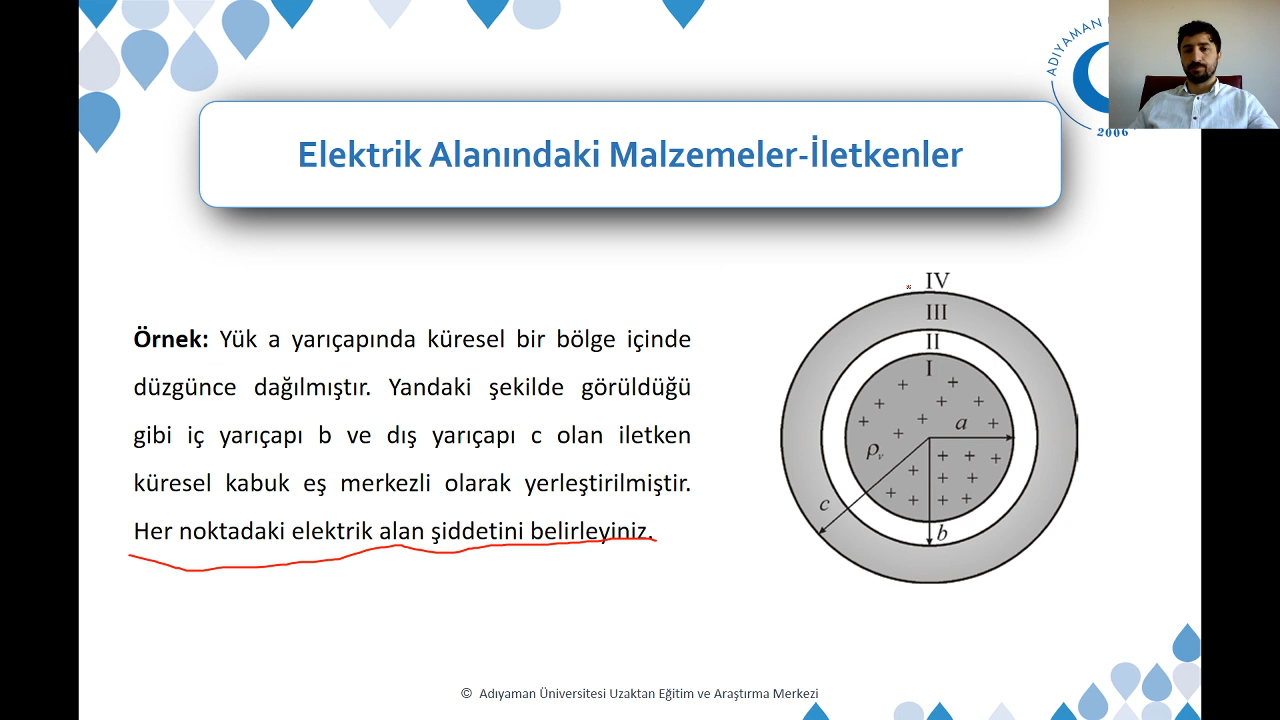 ADIYAMAN
2006
Elektrik Alanındaki Malzemeler-İletkenler
Örnek: Yük a yarıçapında küresel bir bölge içinde
düzgünce dağılmıştır. Yandaki şekilde görüldüğü
gibi iç yarıçapı b ve dış yarıçapı c olan iletken
küresel kabuk eş merkezli olarak yerleştirilmiştir.
Her noktadaki elektrik alan şiddetini belirleyiniz.
IV
III
II
I
a
ρv
c
b
© Adıyaman Üniversitesi Uzaktan Eğitim ve Araştırma Merkezi